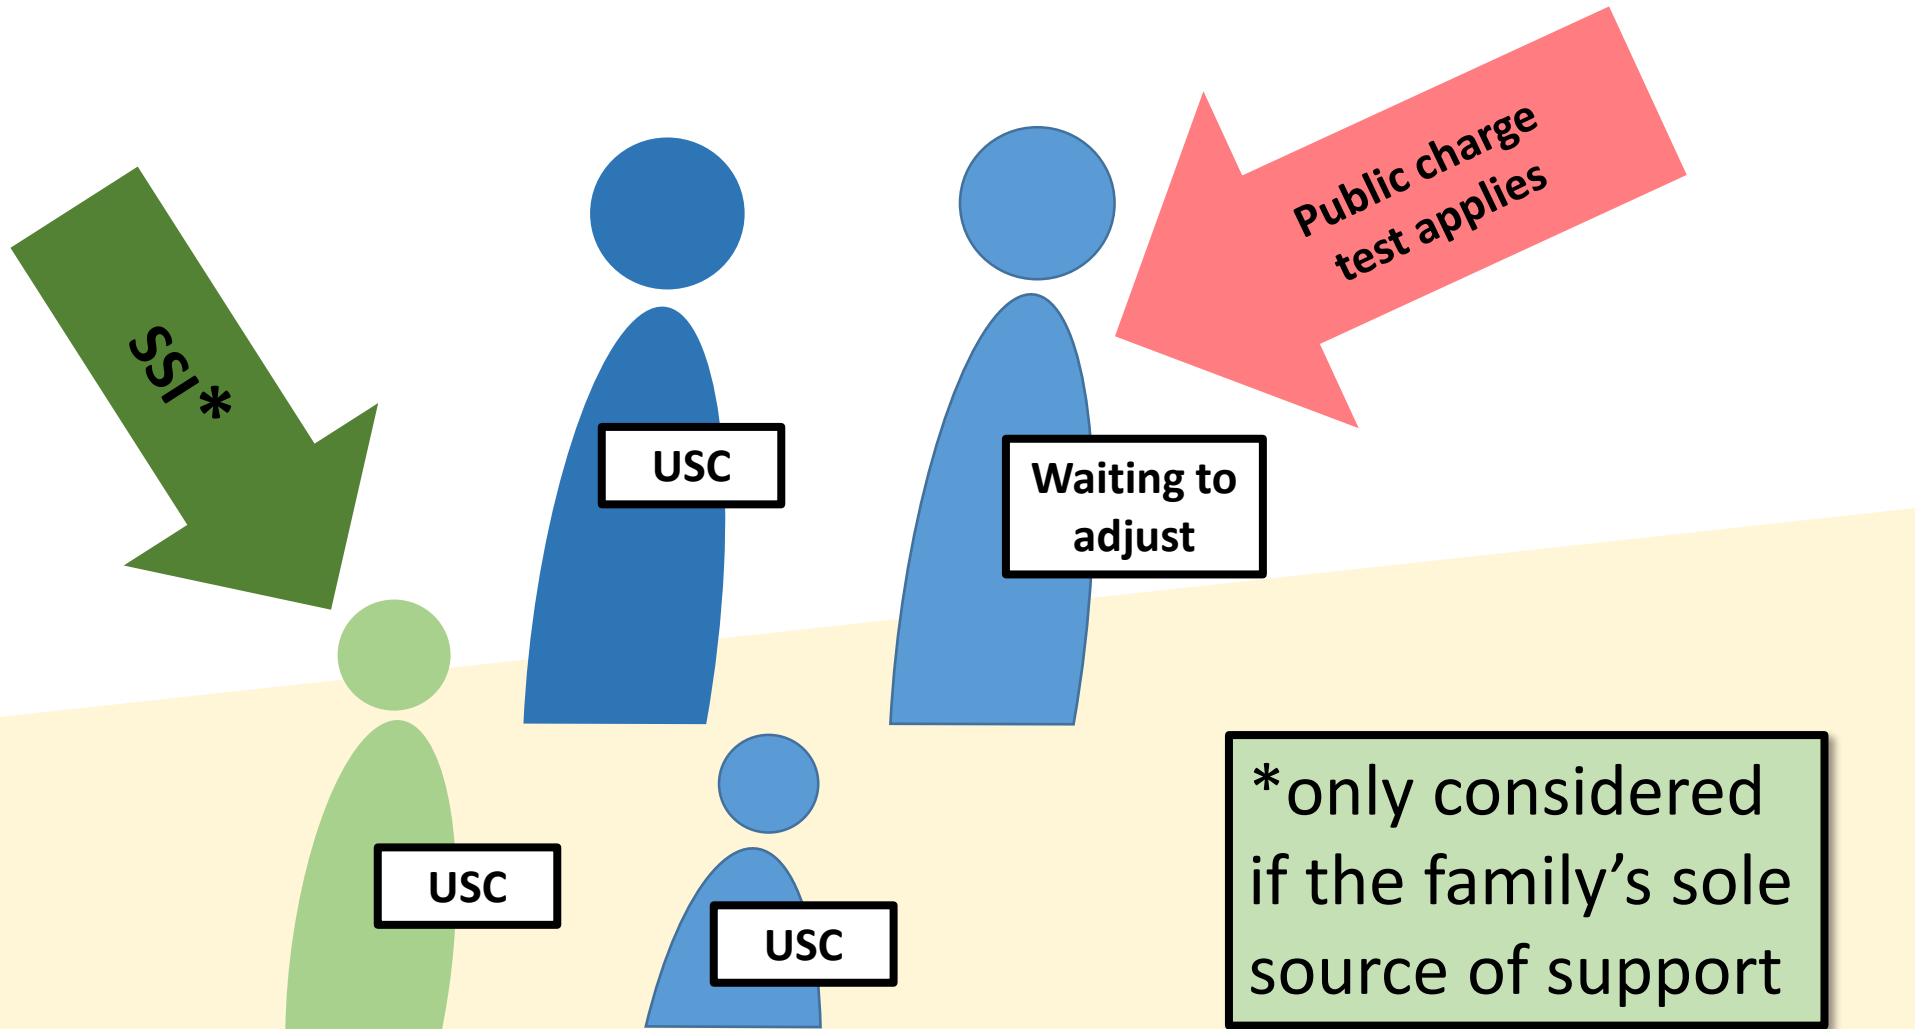 Public charge
test applies
SSI*
USC
Waiting to
adjust
USC
USC
*only considered
if the family’s sole
source of support